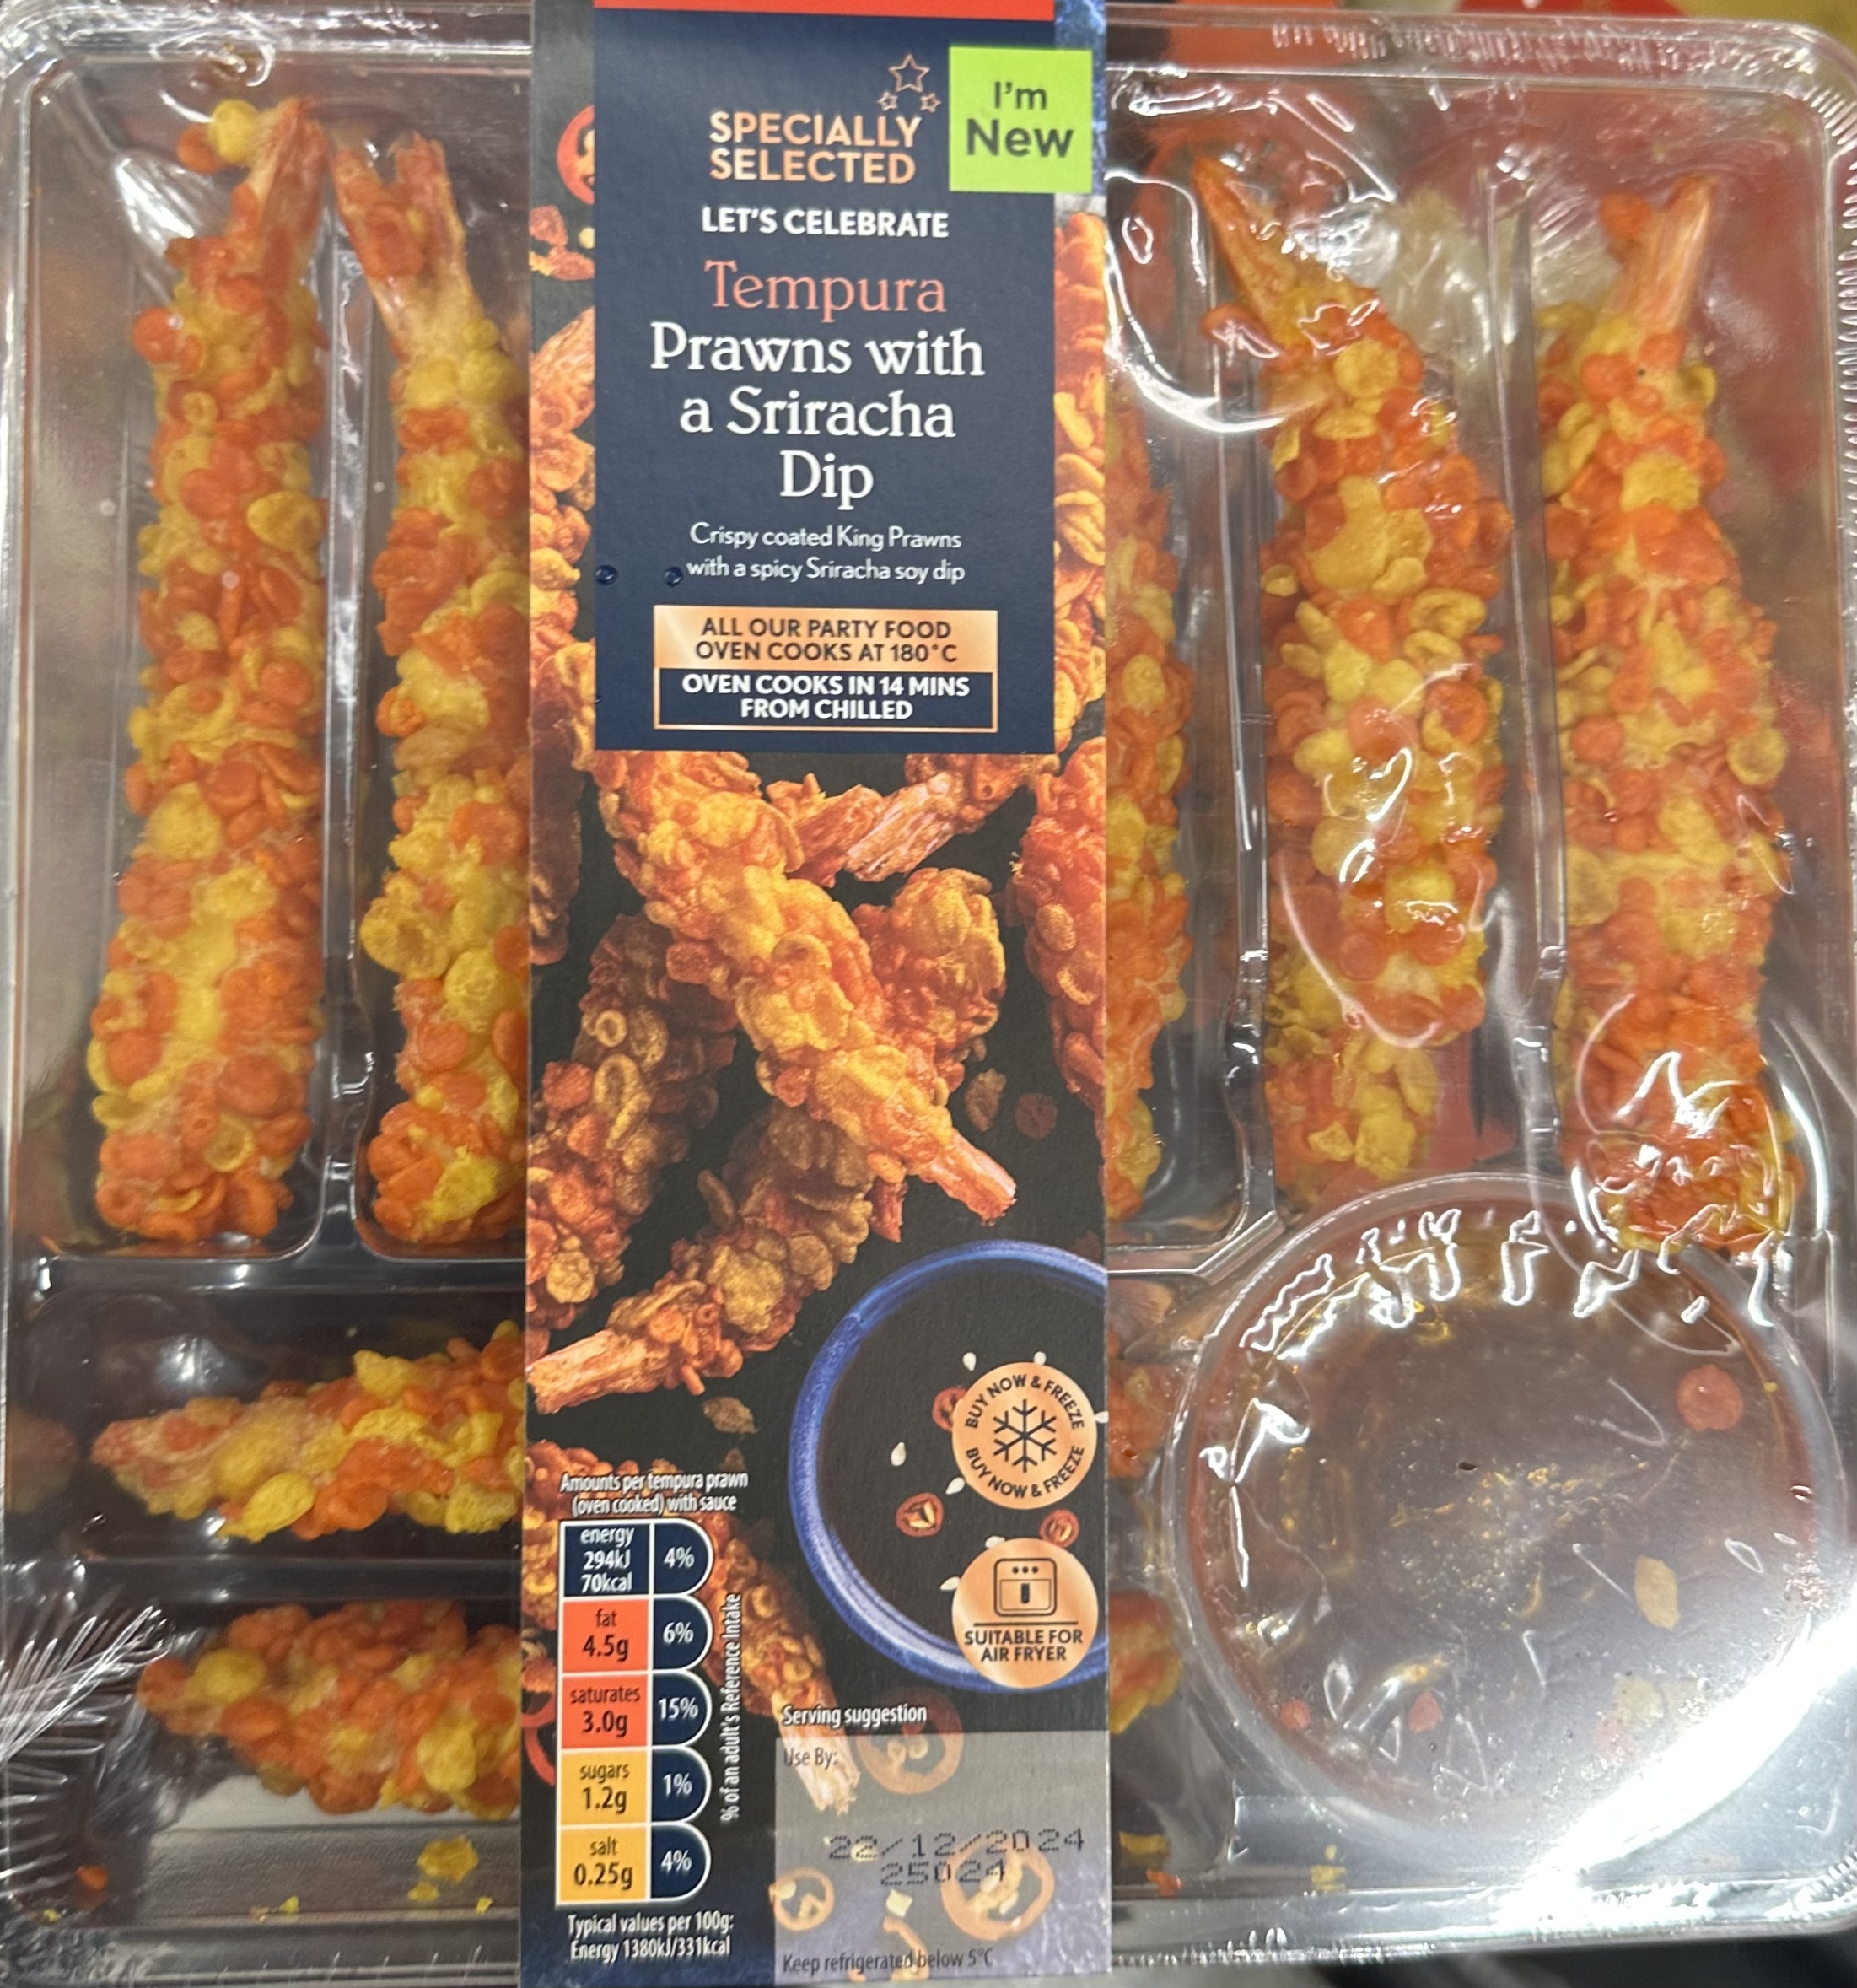 SPECIALLY
SELECTED
I'm
New
LET'S CELEBRATE
Tempura
Prawns with
a Sriracha
Dip
Crispy coated King Prawns
with a spicy Sriracha soy dip
ALL OUR PARTY FOOD
OVEN COOKS AT 180°C
OVEN COOKS IN 14 MINS
FROM CHILLED
BUY NOW & FREEZE
BUY NOW & FREEZE
SUITABLE FOR
AIR FRYER
Amounts per tempura prawn
(oven cooked) with sauce
energy
294kJ
70kcal
4%
fat
4.5g
6%
saturates
3.0g
15%
sugars
1.2g
1%
salt
0.25g
4%
% of an adult's Reference Intake
Typical values per 100g:
Energy 1380kJ/331kcal
Serving suggestion
Use By:
22/12/2024
25024
Keep refrigerated below 5°C